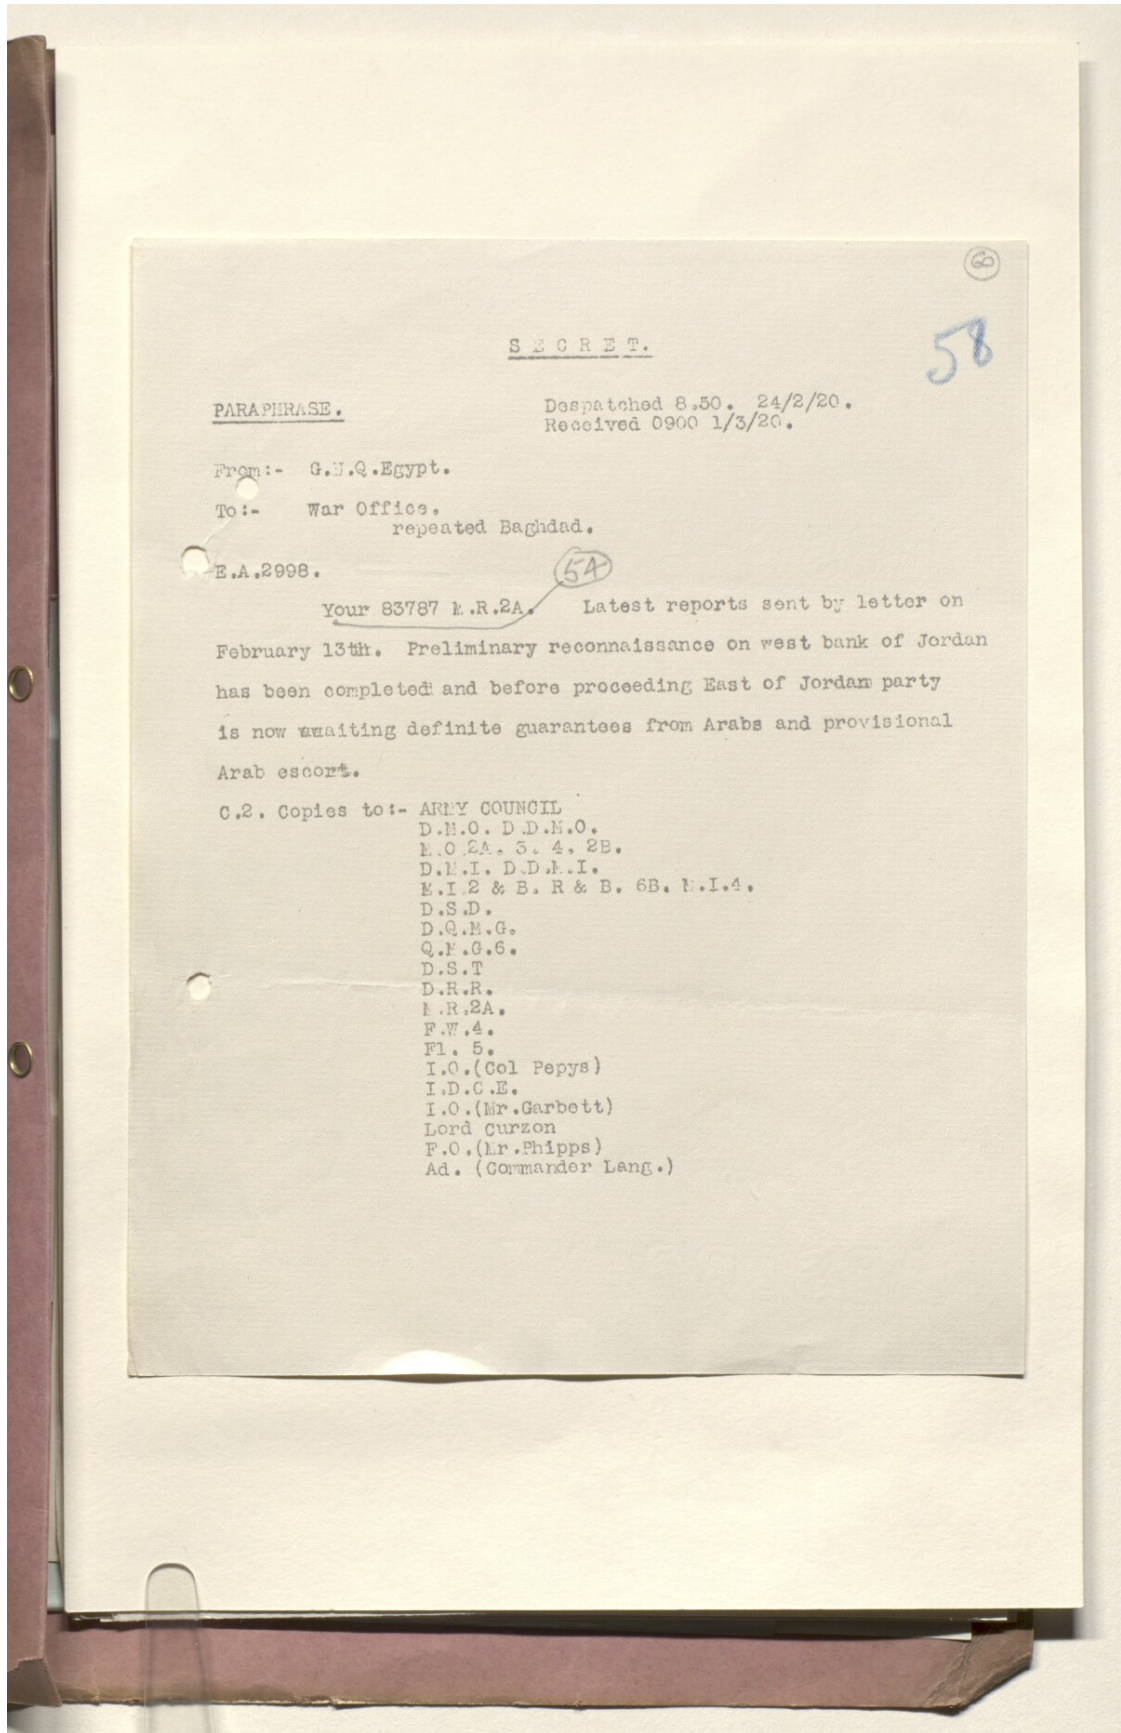 60
58
SECRET.
PARAPHRASE.
Despatched 8.50. 24/2/20.
Received 0900 1/3/20.
From:- G.H.Q.Egypt.
To:- War Office.
repeated Baghdad.
54
E.A.2998.
Your 83787 M.R.2A. Latest reports sent by letter on
February 13th. Preliminary reconnaissance on west bank of Jordan
has been completed and before proceeding East of Jordan party
is now awaiting definite guarantees from Arabs and provisional
Arab escort.
C.2. Copies to:- ARMY COUNCIL
D.M.O. D.D.M.O.
M.O.2A. 3. 4. 2B.
D.M.I. D.D.M.I.
M.I.2 & B. R & B. 6B. M.I.4.
D.S.D.
D.Q.M.G.
Q.M.G.6.
D.S.T
D.R.R.
M.R.2A.
F.W.4.
F1. 5.
I.O.(Col Pepys)
I.D.C.E.
I.O.(Mr.Garbett)
Lord Curzon
F.O.(Mr.Phipps)
Ad. (Commander Lang.)